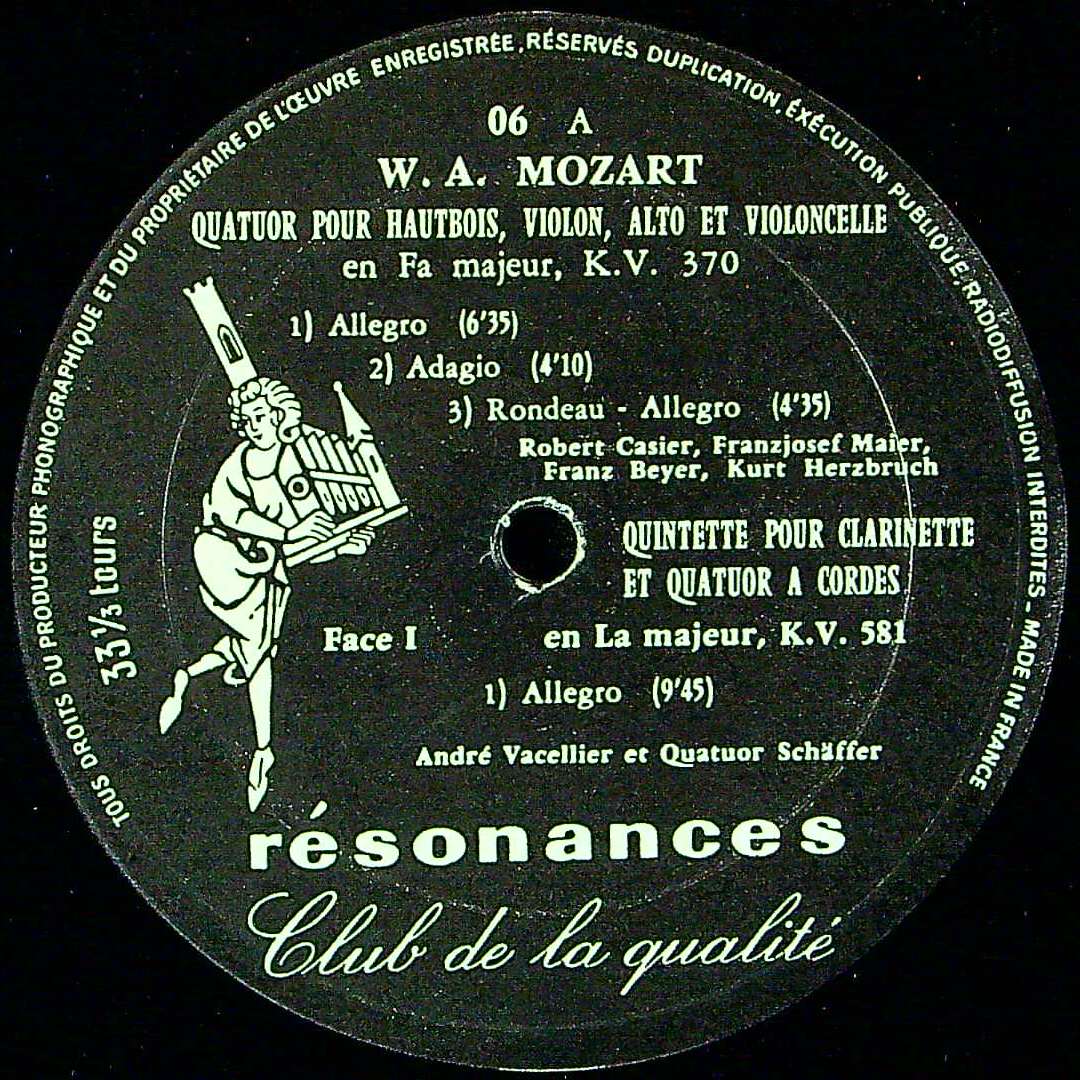 TOUS DROITS DU PRODUCTEUR PHONOGRAPHIQUE ET DU PROPRIÉTAIRE DE L'ŒUVRE ENREGISTRÉE, RÉSERVÉS DUPLICATION, ÉXÉCUTION PUBLIQUE, RADIODIFFUSION INTERDITES - MADE IN FRANCE
06 A
W. A. MOZART
QUATUOR POUR HAUTBOIS, VIOLON, ALTO ET VIOLONCELLE
en Fa majeur, K.V. 370
1) Allegro (6'35)
2) Adagio (4'10)
3) Rondeau - Allegro (4'35)
Robert Casier, Franzjosef Maier,
Franz Beyer, Kurt Herzbruch
QUINTETTE POUR CLARINETTE
ET QUATUOR A CORDES
33 1/3 tours
Face I
en La majeur, K.V. 581
1) Allegro (9'45)
André Vacellier et Quatuor Schäffer
résonances
Club de la qualité